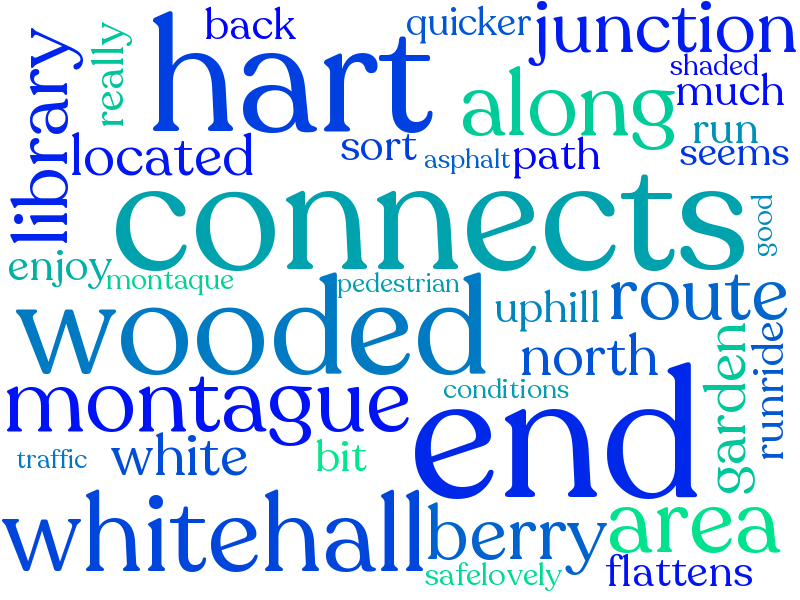 back
quicker
junction
library
really
hart
shaded
much
along
run
located
sort
asphalt
path
seems
connects
good
enjoy
montaque
pedestrian
wooded
uphill
route
north
garden
runride
montague
conditions
end
traffic
white
bit
whitehall
berry
area
safelovely
flattens